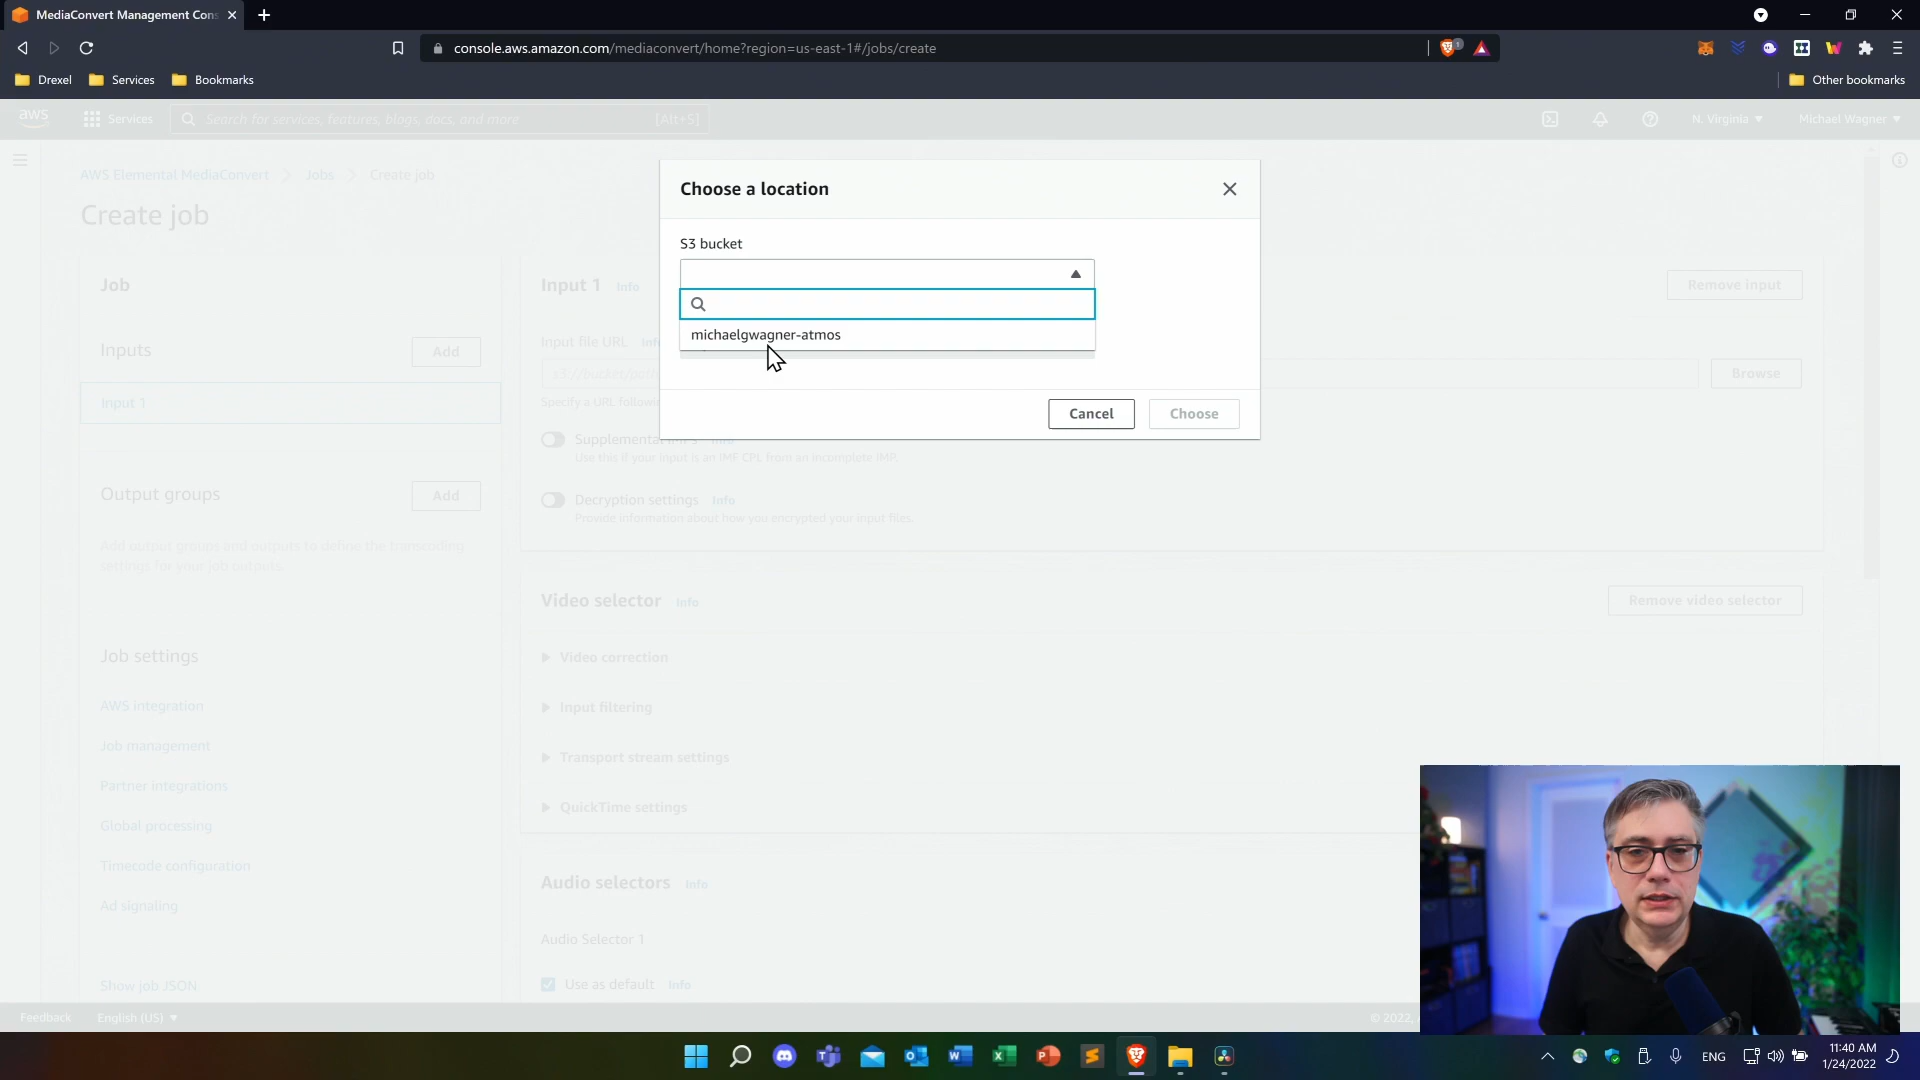 MediaConvert Management Cons
console.aws.amazon.com/mediaconvert/home?region=us-east-1#/jobs/create
Drexel
Services
Bookmarks
Other bookmarks
aws
Services
Search for services, features, blogs, docs, and more
[Alt+S]
N. Virginia
Michael Wagner
AWS Elemental MediaConvert
Jobs
Create job
Create job
Choose a location
S3 bucket
michaelgwagner-atmos
Cancel
Choose
Job
Inputs
Add
Input 1
Output groups
Add
Add output groups and outputs to define the transcoding
settings for your job outputs.
Job settings
AWS integration
Job management
Partner integrations
Global processing
Timecode configuration
Ad signaling
Show job JSON
Input 1 Info
Remove input
Input file URL
s3://bucket/path
Browse
Specify a URL
Supplemental IMPs Info
Use this if your input is an IMF CPL from an incomplete IMP.
Decryption settings Info
Provide information about how you encrypted your input files.
Video selector Info
Remove video selector
Video correction
Input filtering
Transport stream settings
QuickTime settings
Audio selectors Info
Audio Selector 1
Use as default Info
Feedback
English (US)
© 2022,
ENG
11:40 AM
1/24/2022